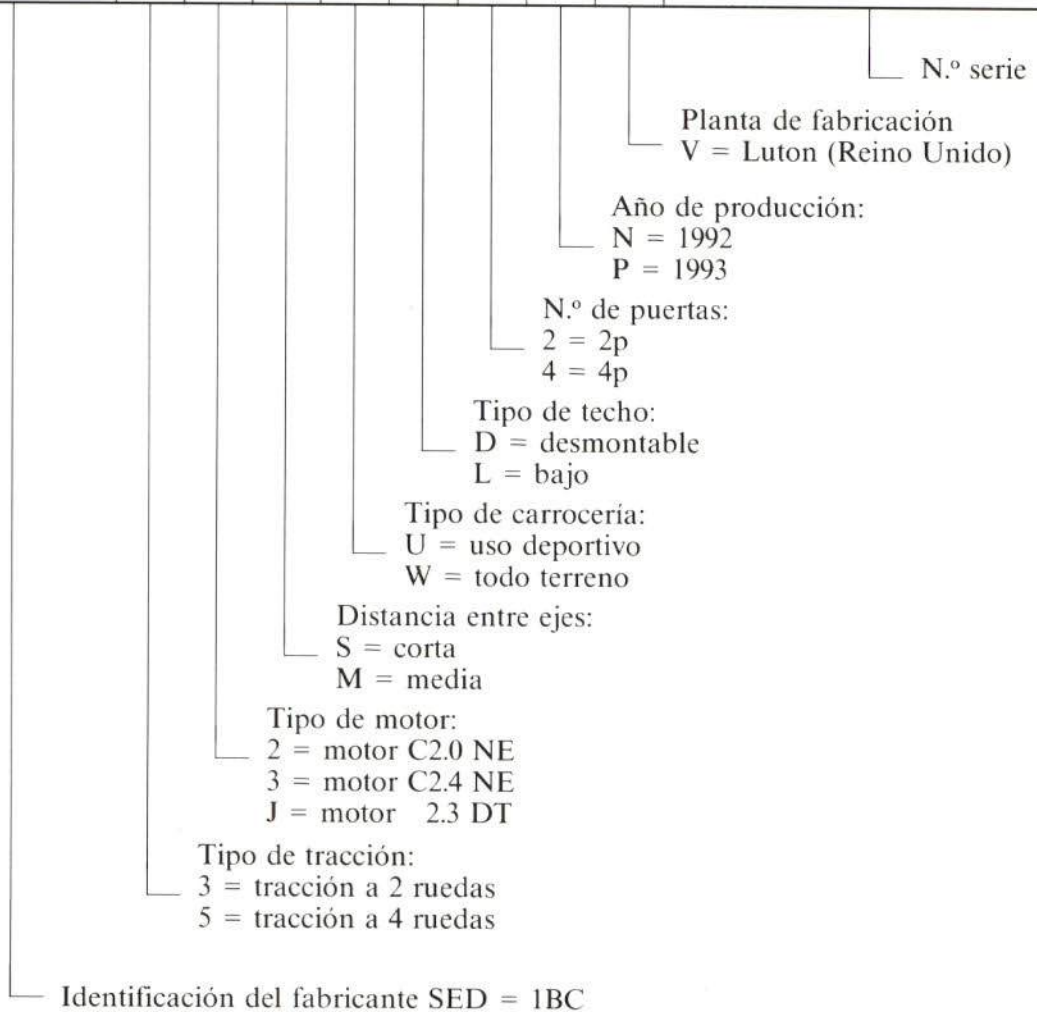 N.º serie
Planta de fabricación
V = Luton (Reino Unido)
Año de producción:
N = 1992
P = 1993
N.º de puertas:
2 = 2p
4 = 4p
Tipo de techo:
D = desmontable
L = bajo
Tipo de carrocería:
U = uso deportivo
W = todo terreno
Distancia entre ejes:
S = corta
M = media
Tipo de motor:
2 = motor C2.0 NE
3 = motor C2.4 NE
J = motor 2.3 DT
Tipo de tracción:
3 = tracción a 2 ruedas
5 = tracción a 4 ruedas
Identificación del fabricante SED = 1BC